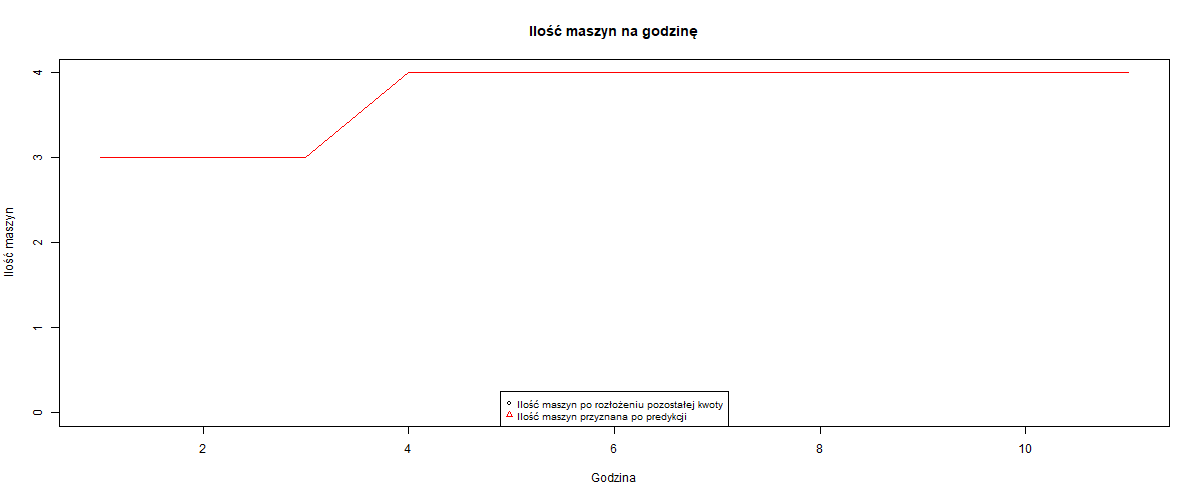 Ilość maszyn na godzinę
Ilość maszyn
4
3
2
1
0
Ilość maszyn po rozłożeniu pozostałej kwoty
Ilość maszyn przyznana po predykcji
2 4 6 8 10
Godzina